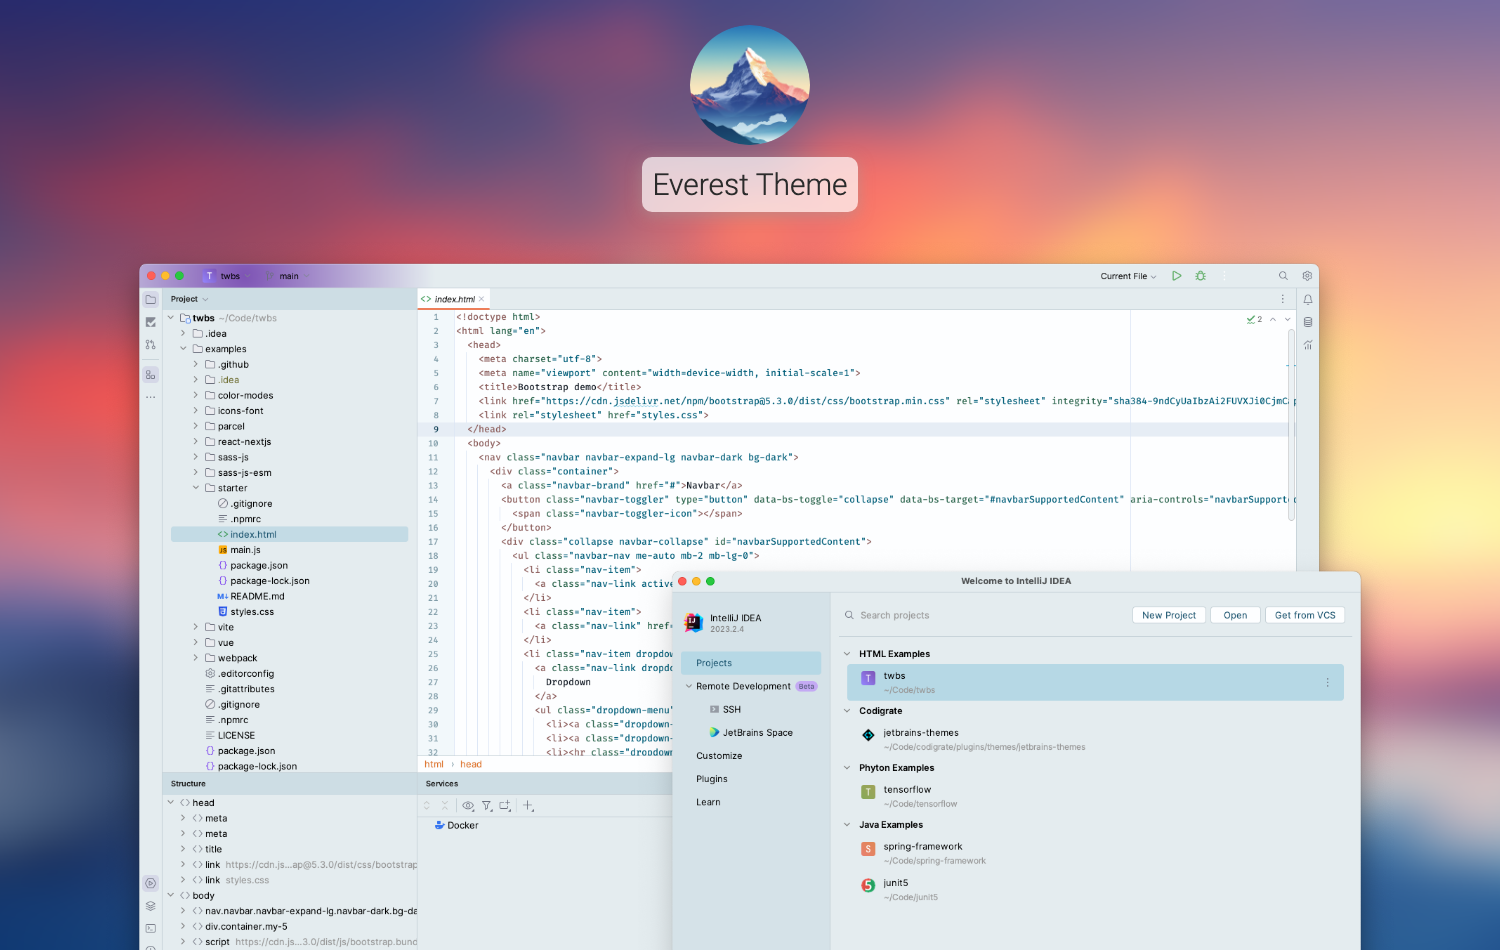 Everest Theme
T twbs
main
Current File
Project
twbs ~/Code/twbs
.idea
examples
.github
.idea
color-modes
icons-font
parcel
react-nextjs
sass-js
sass-js-esm
starter
.gitignore
.npmrc
<> index.html
JS main.js
{} package.json
{} package-lock.json
M↓ README.md
styles.css
vite
vue
webpack
.editorconfig
.gitattributes
.gitignore
.npmrc
LICENSE
{} package.json
{} package-lock.json
Structure
<> head
<> meta
<> meta
<> title
<> link https://cdn.js...ap@5.3.0/dist/css/bootstrap
<> link styles.css
<> body
<> nav.navbar.navbar-expand-lg.navbar-dark.bg-da
<> div.container.my-5
<> script https://cdn.js...3.0/dist/js/bootstrap.bund
<> index.html
2
1 <!doctype html>
2 <html lang="en">
3 <head>
4 <meta charset="utf-8">
5 <meta name="viewport" content="width=device-width, initial-scale=1">
6 <title>Bootstrap demo</title>
7 <link href="https://cdn.jsdelivr.net/npm/bootstrap@5.3.0/dist/css/bootstrap.min.css" rel="stylesheet" integrity="sha384-9ndCyUaIbzAi2FUVXJi0CjmCap
8 <link rel="stylesheet" href="styles.css">
9 </head>
10 <body>
11 <nav class="navbar navbar-expand-lg navbar-dark bg-dark">
12 <div class="container">
13 <a class="navbar-brand" href="#">Navbar</a>
14 <button class="navbar-toggler" type="button" data-bs-toggle="collapse" data-bs-target="#navbarSupportedContent" aria-controls="navbarSupporte
15 <span class="navbar-toggler-icon"></span>
16 </button>
17 <div class="collapse navbar-collapse" id="navbarSupportedContent">
18 <ul class="navbar-nav me-auto mb-2 mb-lg-0">
19 <li class="nav-item">
20 <a class="nav-link active
21 </li>
22 <li class="nav-item">
23 <a class="nav-link" href=
24 </li>
25 <li class="nav-item dropdow
26 <a class="nav-link dropdo
27 Dropdown
28 </a>
29 <ul class="dropdown-menu"
30 <li><a class="dropdown-
31 <li><a class="dropdown-
32 <li><hr class="dropdown
html › head
Services
Docker
Welcome to IntelliJ IDEA
IJ IntelliJ IDEA
2023.2.4
Projects
Remote Development Beta
SSH
JetBrains Space
Customize
Plugins
Learn
Search projects
New Project
Open
Get from VCS
HTML Examples
T twbs
~/Code/twbs
Codigrate
jetbrains-themes
~/Code/codigrate/plugins/themes/jetbrains-themes
Phyton Examples
T tensorflow
~/Code/tensorflow
Java Examples
S spring-framework
~/Code/spring-framework
5 junit5
~/Code/junit5